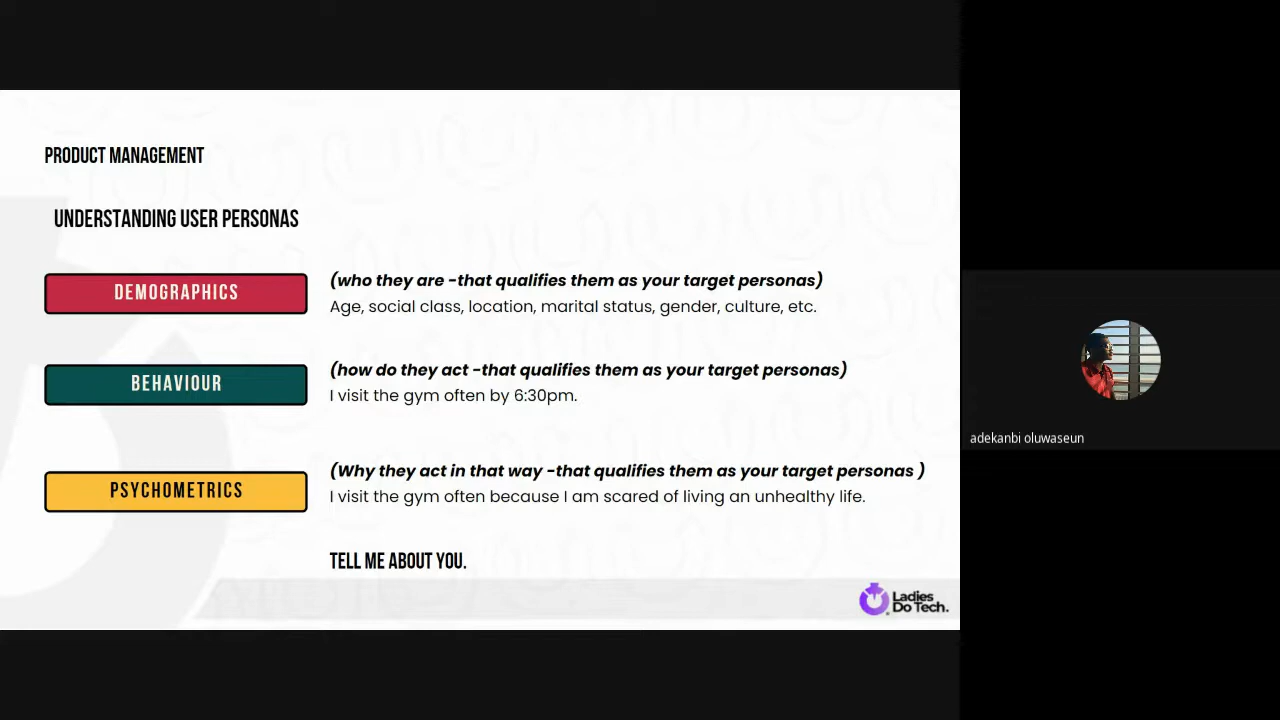 PRODUCT MANAGEMENT
UNDERSTANDING USER PERSONAS
DEMOGRAPHICS
(who they are -that qualifies them as your target personas)
Age, social class, location, marital status, gender, culture, etc.
BEHAVIOUR
(how do they act -that qualifies them as your target personas)
I visit the gym often by 6:30pm.
PSYCHOMETRICS
(Why they act in that way -that qualifies them as your target personas )
I visit the gym often because I am scared of living an unhealthy life.
TELL ME ABOUT YOU.
Ladies
Do Tech.
adekanbi oluwaseun